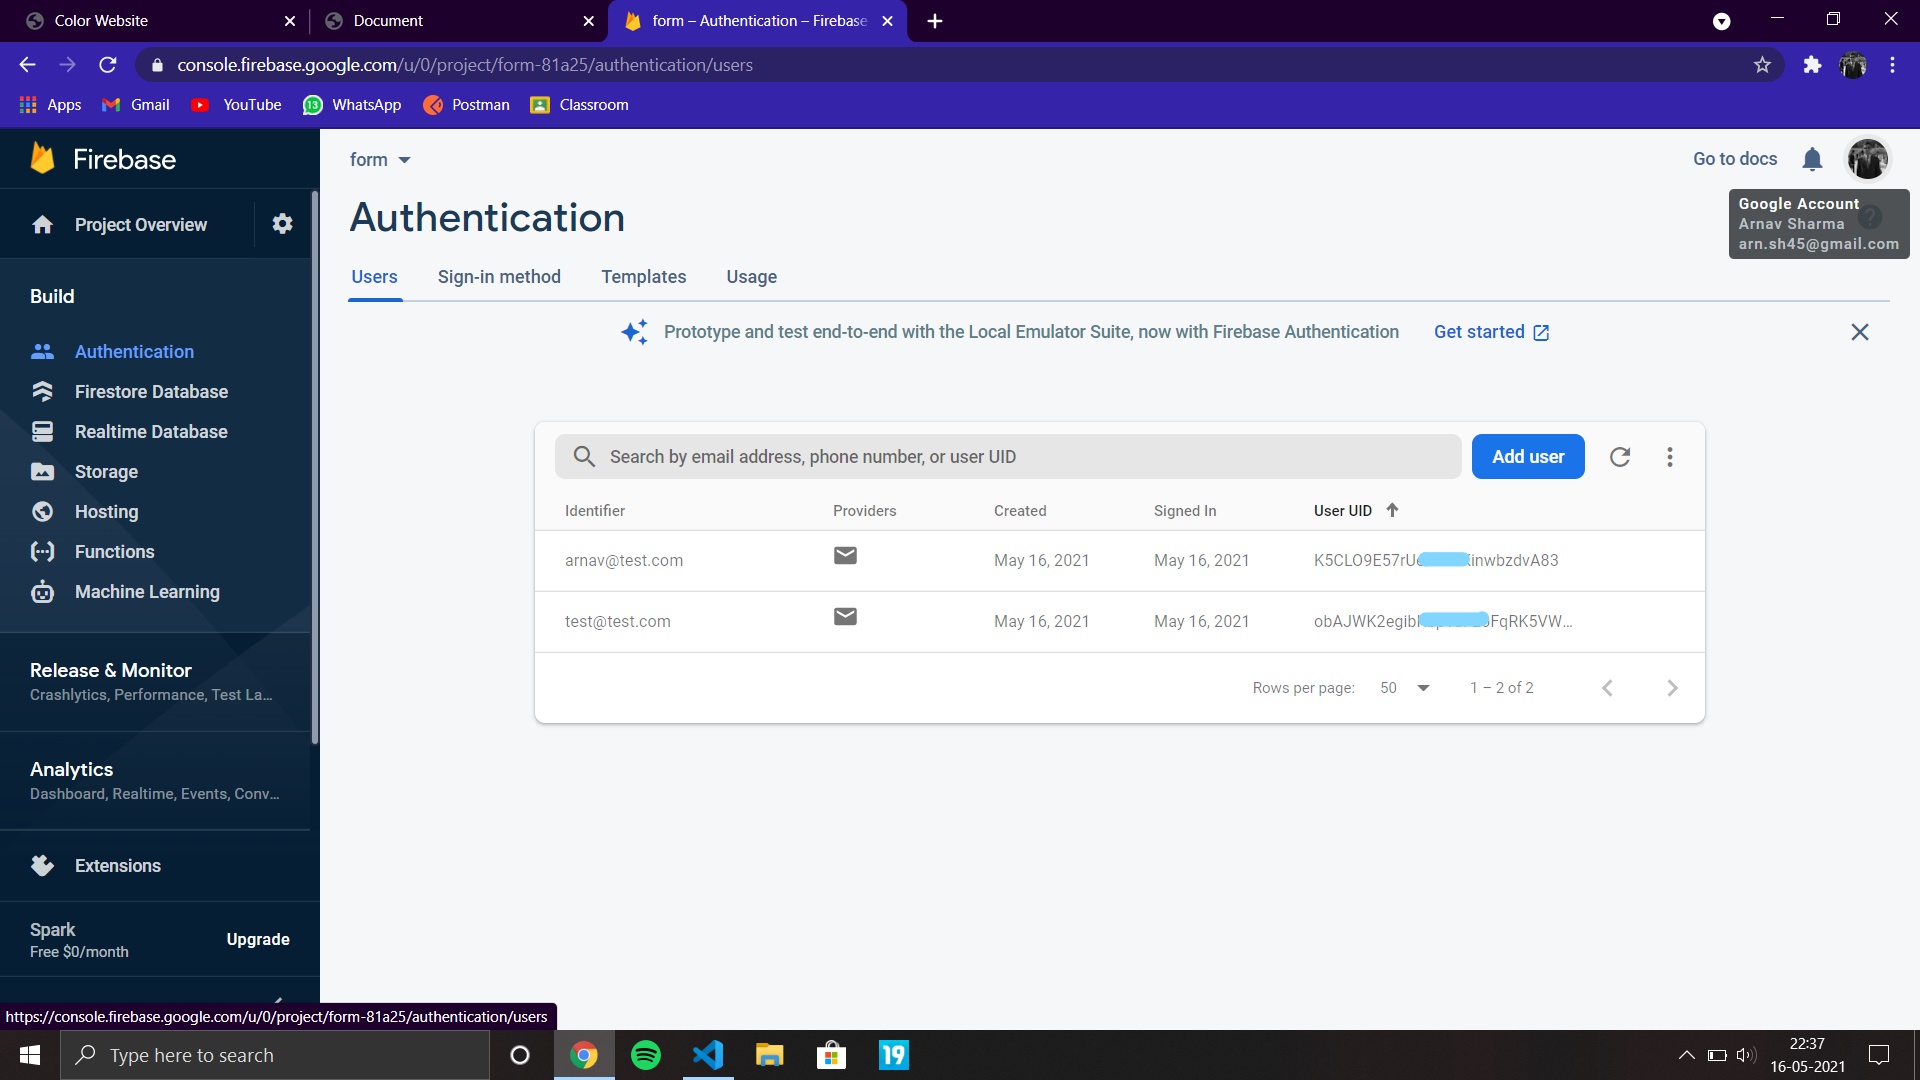 Color Website
Document
form – Authentication – Firebase
console.firebase.google.com/u/0/project/form-81a25/authentication/users
Apps
Gmail
YouTube
13
WhatsApp
Postman
Classroom
Firebase
form
Go to docs
Project Overview
Authentication
Google Account
Arnav Sharma
arn.sh45@gmail.com
Users
Sign-in method
Templates
Usage
Build
Prototype and test end-to-end with the Local Emulator Suite, now with Firebase Authentication
Get started
Authentication
Firestore Database
Realtime Database
Storage
Hosting
Functions
Machine Learning
Search by email address, phone number, or user UID
Add user
Identifier
Providers
Created
Signed In
User UID
arnav@test.com
May 16, 2021
May 16, 2021
K5CLO9E57rU inwbzdvA83
test@test.com
May 16, 2021
May 16, 2021
obAJWK2egib FqRK5VW...
Rows per page:
50
1 – 2 of 2
Release & Monitor
Crashlytics, Performance, Test La...
Analytics
Dashboard, Realtime, Events, Conv...
Extensions
Spark
Free $0/month
Upgrade
https://console.firebase.google.com/u/0/project/form-81a25/authentication/users
Type here to search
19
22:37
16-05-2021